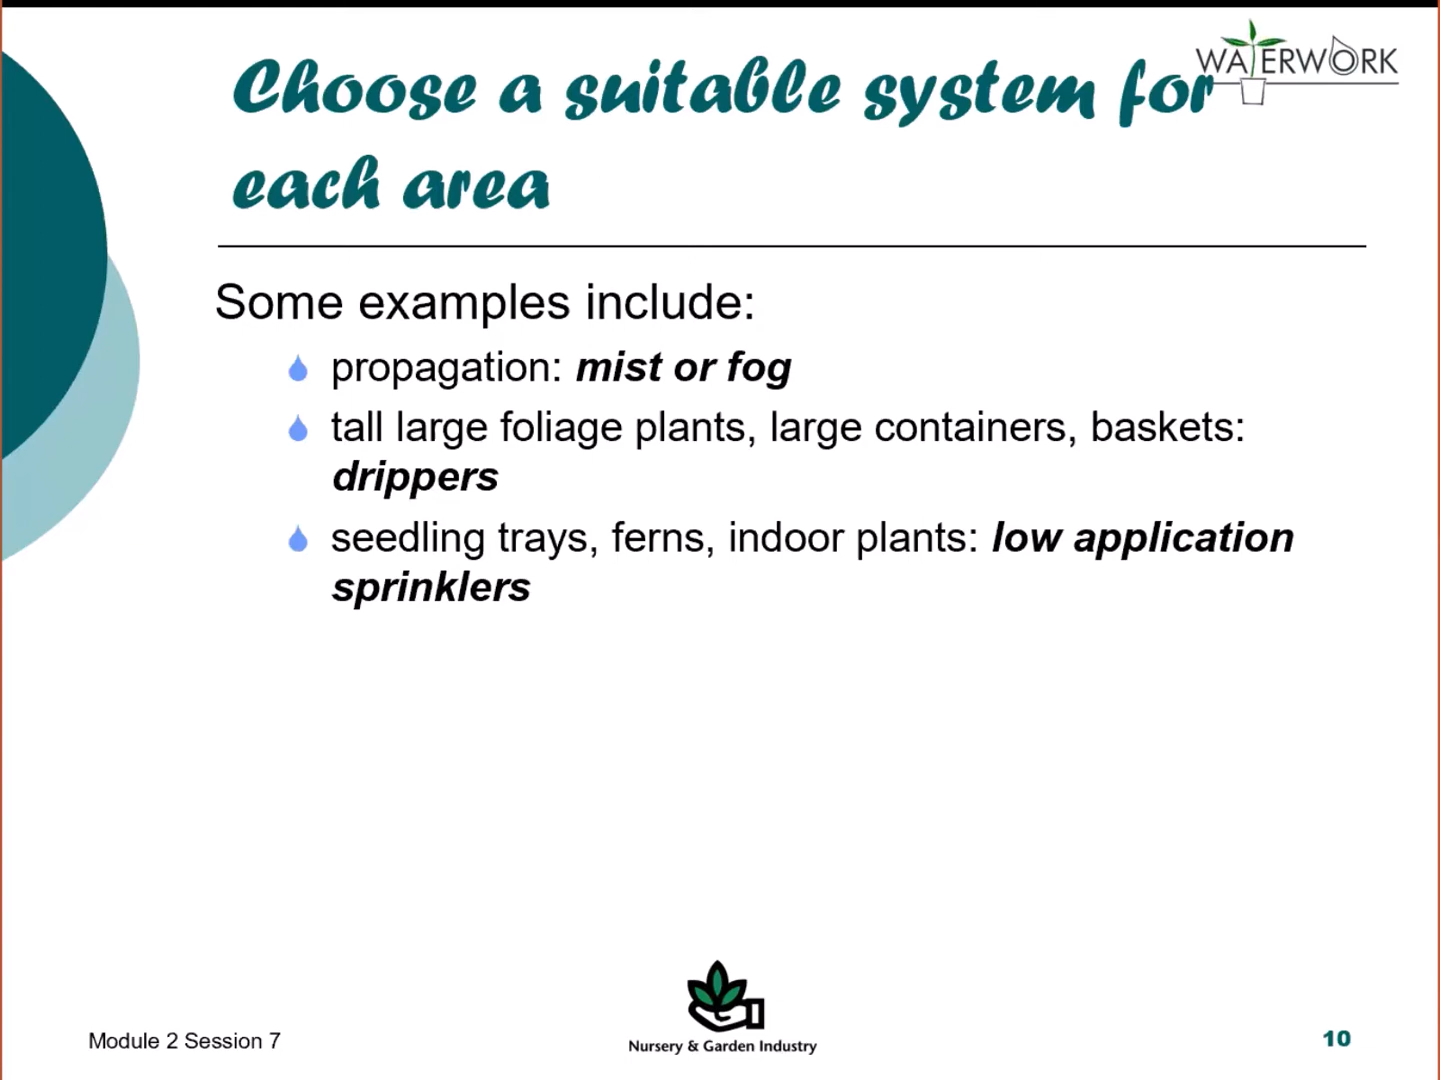 WATERWORK
Choose a suitable system for
each area
Some examples include:
propagation: mist or fog
tall large foliage plants, large containers, baskets:
drippers
seedling trays, ferns, indoor plants: low application
sprinklers
Module 2 Session 7
Nursery & Garden Industry
10